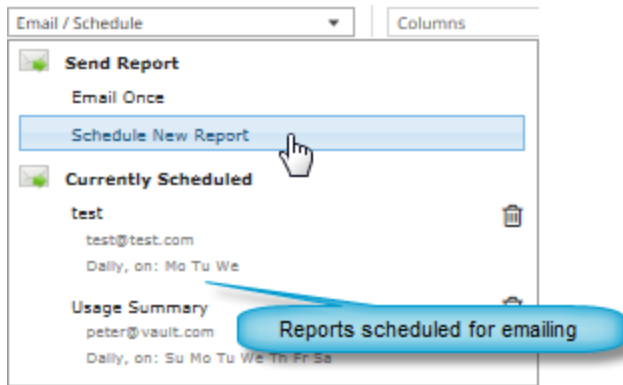 Email / Schedule
Columns
Send Report
Email Once
Schedule New Report
Currently Scheduled
test
test@test.com
Daily, on: Mo Tu We
Usage Summary
peter@vault.com
Reports scheduled for emailing
Daily, on: Su Mo Tu We Th Fr Sa